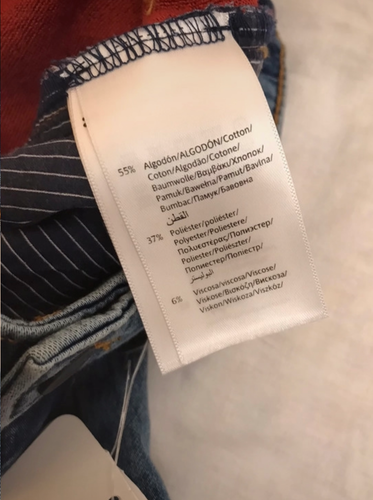 55% Algodón/ALGODÓN/Cotton/
Coton/Algodão/Cotone/
Baumwolle/Βαμβάκι/Хлопок/
Pamuk/Bawełna/Pamut/Bavlna/
Bumbac/Памук/Бавовна
القطن
37% Poliéster/poliéster/
Polyester/Poliestere/
Πολυεστέρας/Полиэстер/
Poliester/Poliészter/
Полиестер/Поліестр/
البوليستر
6% Viscosa/viscosa/Viscose/
Viskose/Βισκόζη/Вискоза/
Viskon/Wiskoza/Viszkóz/